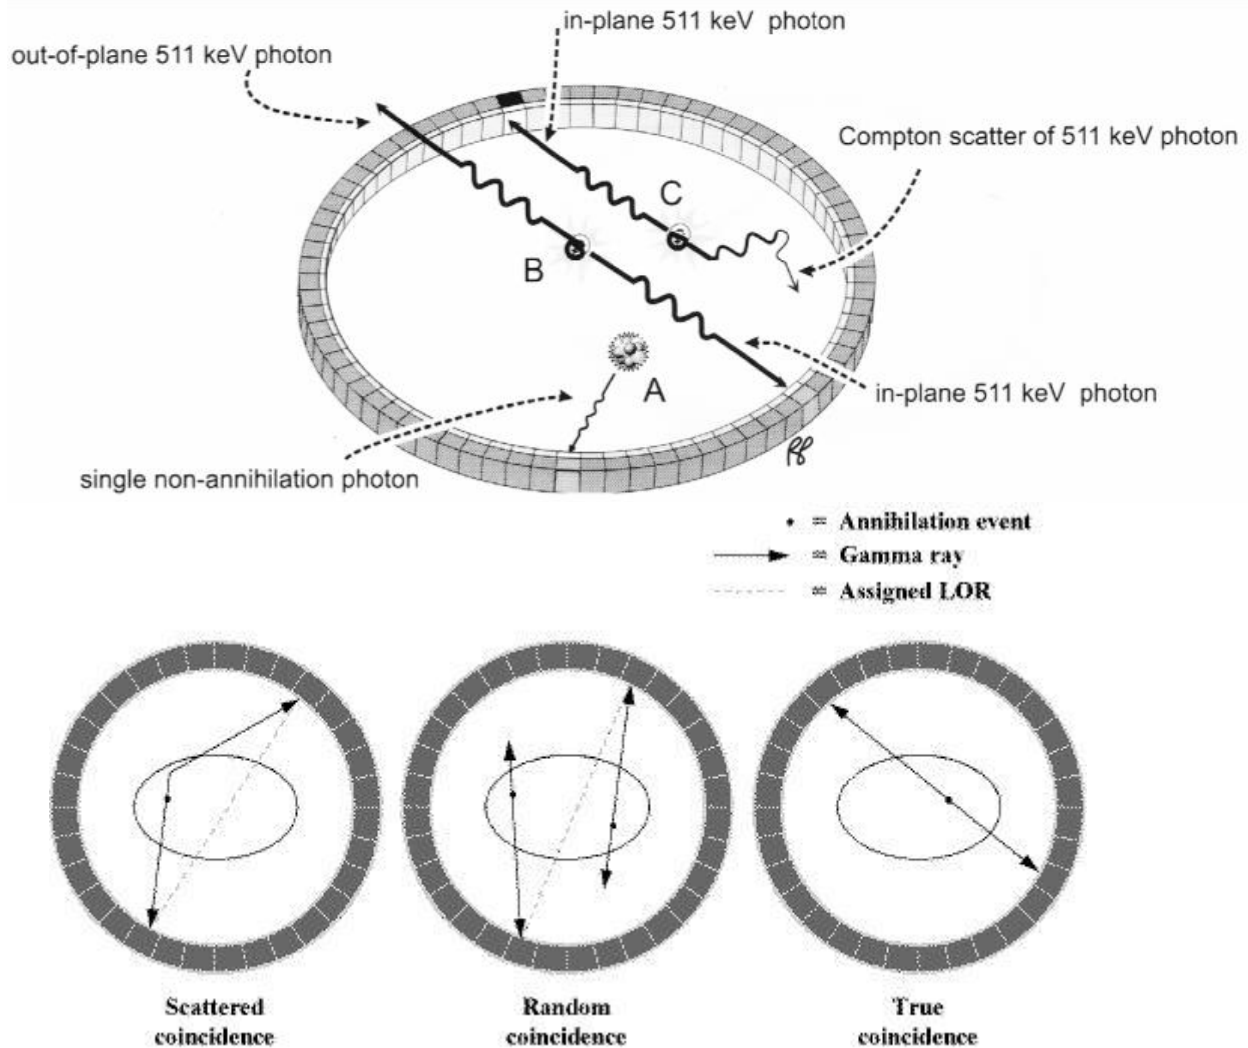 in-plane 511 keV photon
out-of-plane 511 keV photon
Compton scatter of 511 keV photon
C
B
A
in-plane 511 keV photon
single non-annihilation photon
• = Annihilation event
= Gamma ray
= Assigned LOR
Scattered
coincidence
Random
coincidence
True
coincidence